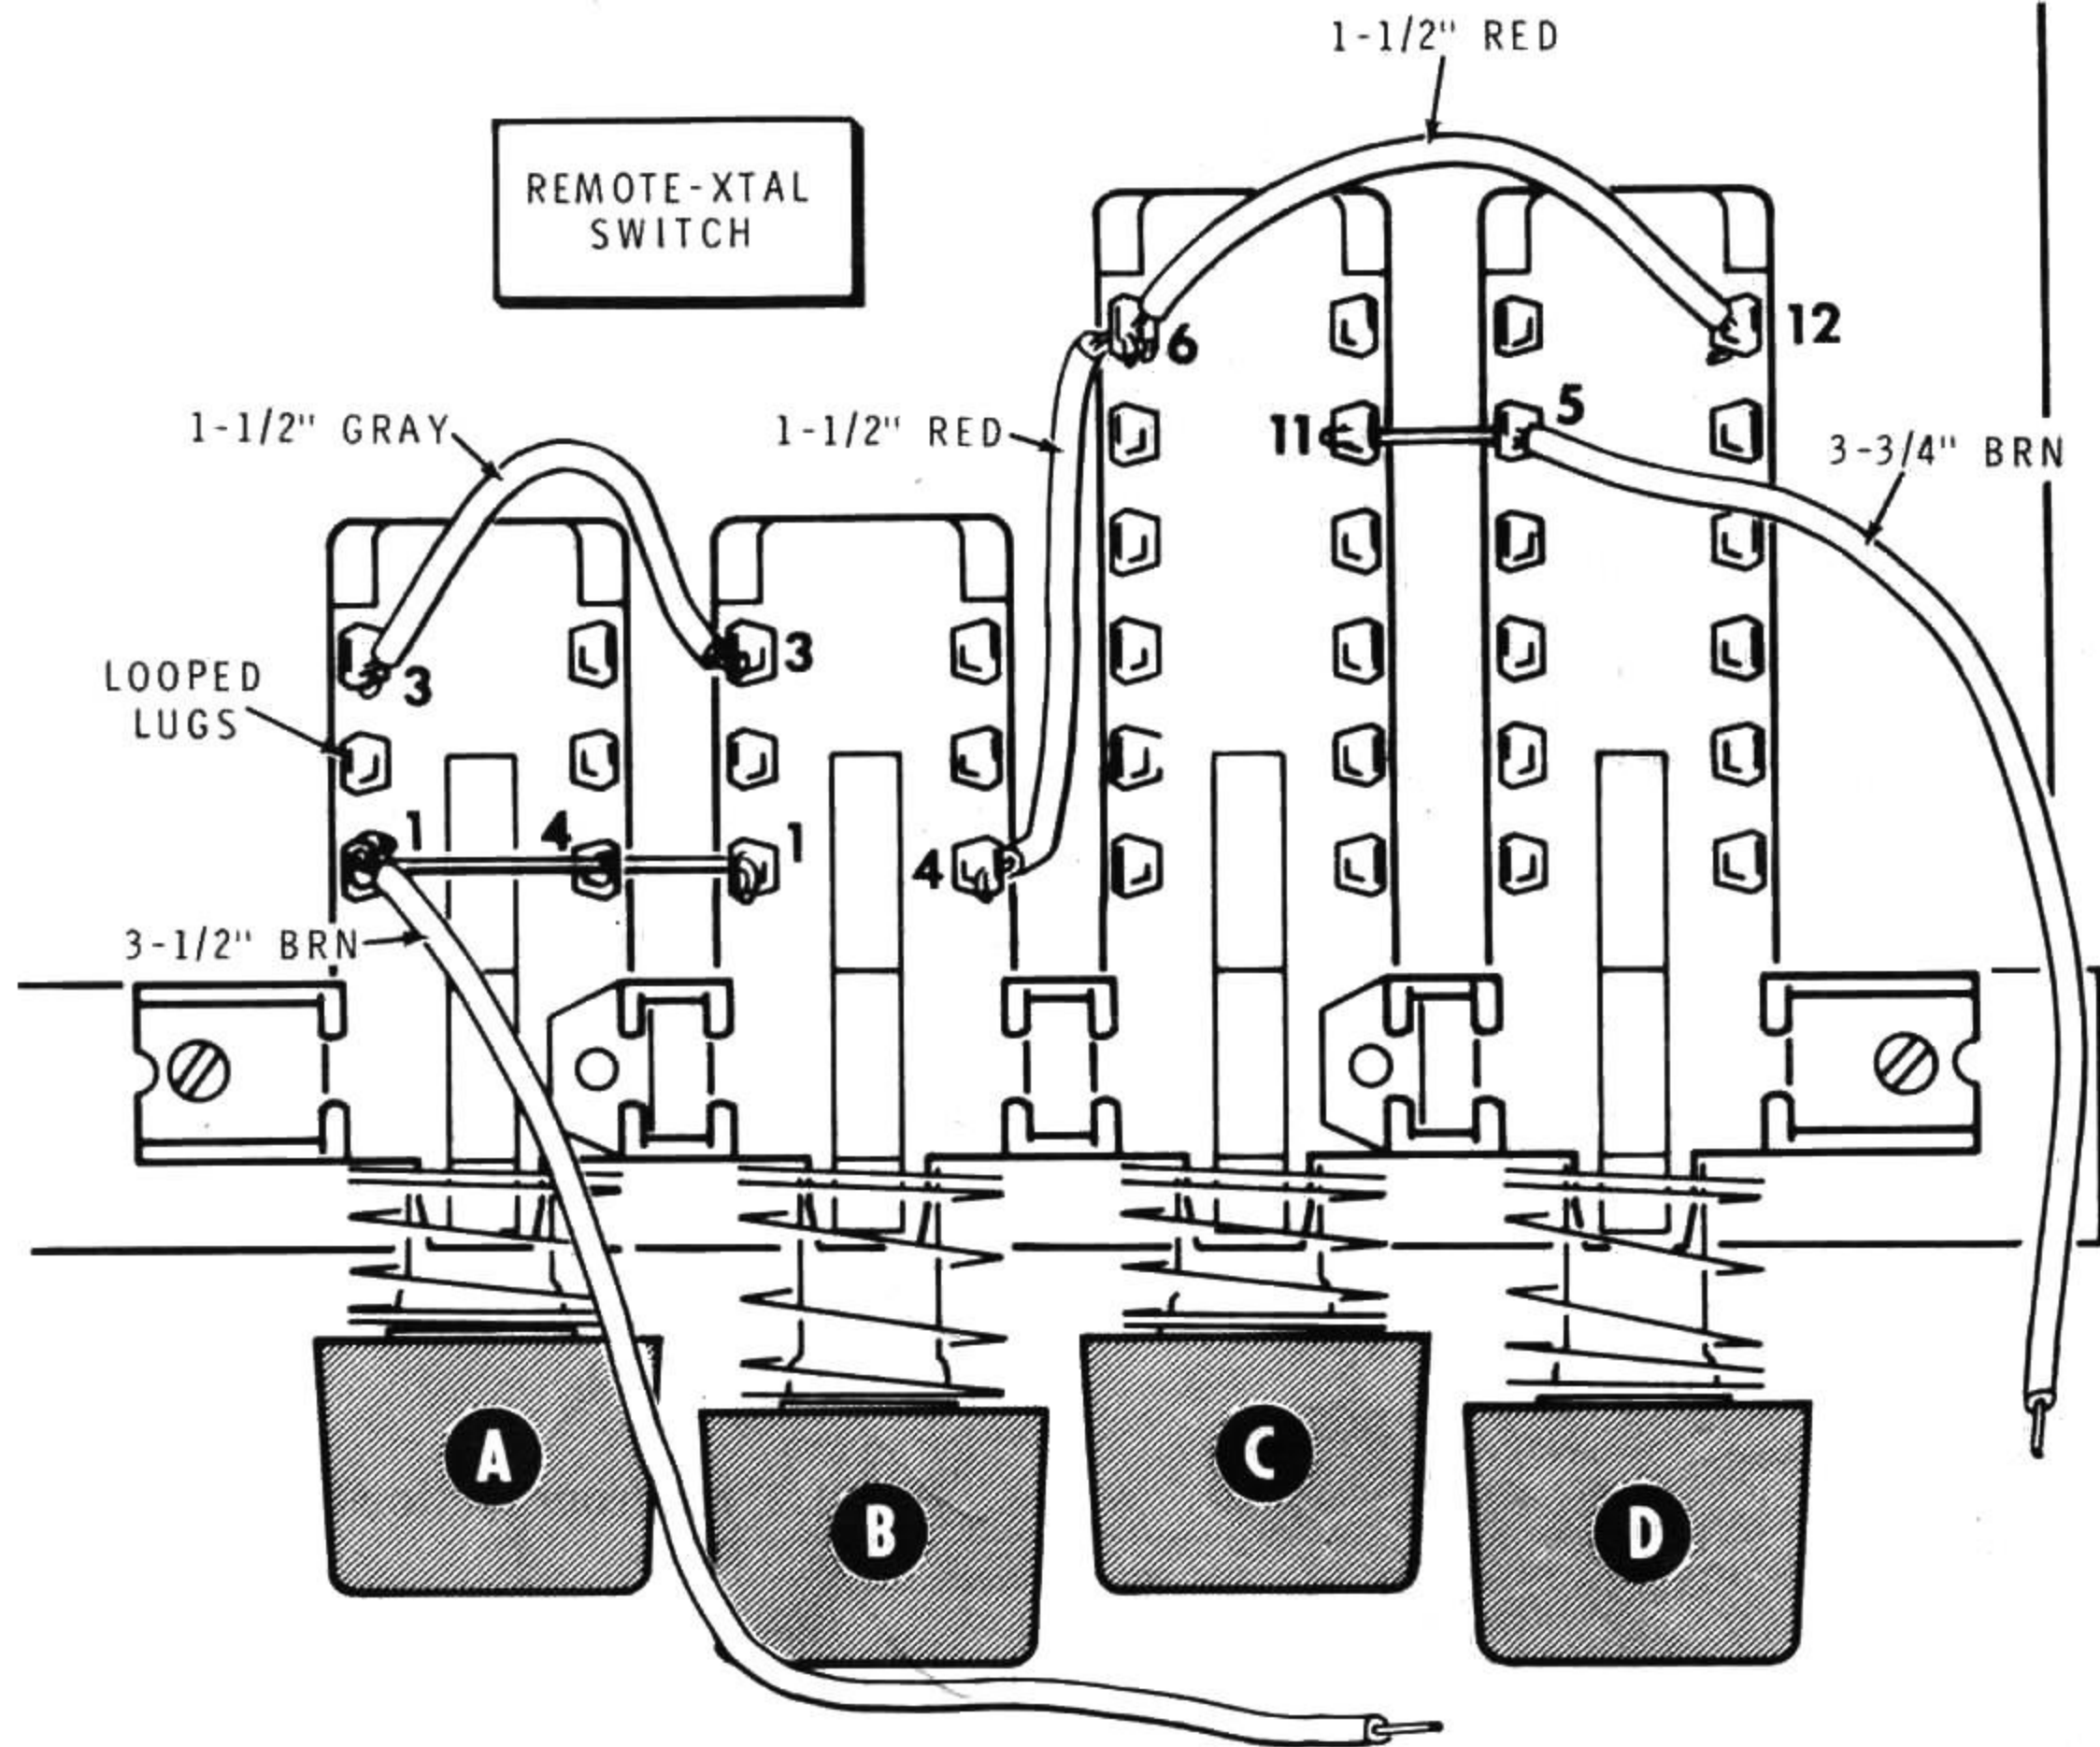 1-1/2" RED
REMOTE-XTAL
SWITCH
6
12
1-1/2" GRAY
1-1/2" RED
11
5
3-3/4" BRN
LOOPED
LUGS
3
3
1
4
1
4
3-1/2" BRN
A
B
C
D